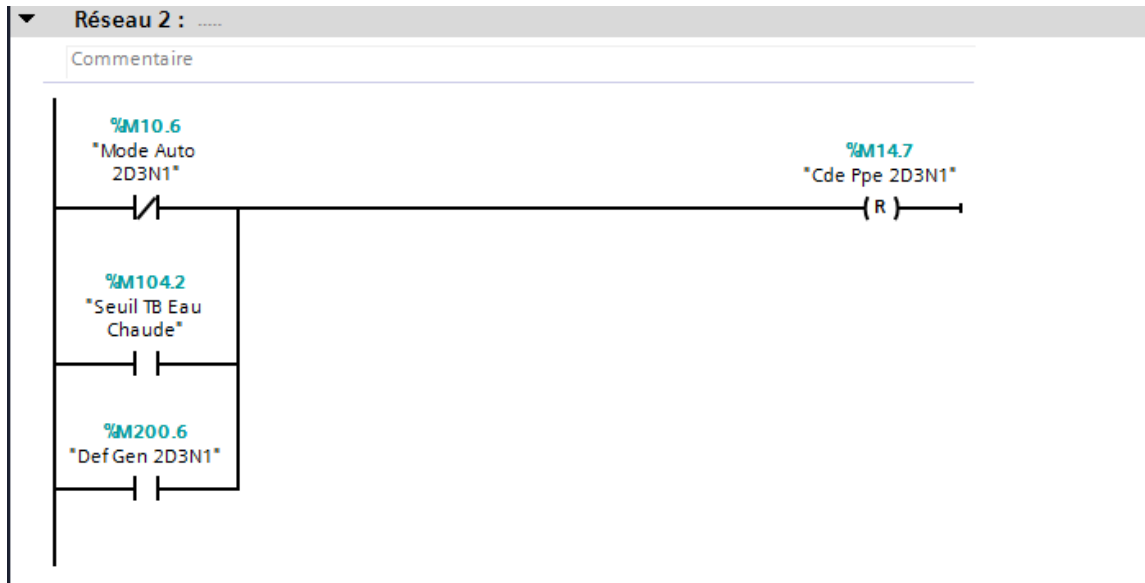 Réseau 2 : .....
Commentaire
%M10.6
"Mode Auto
2D3N1"
%M14.7
"Cde Ppe 2D3N1"
( R )
%M104.2
"Seuil TB Eau
Chaude"
%M200.6
"Def Gen 2D3N1"